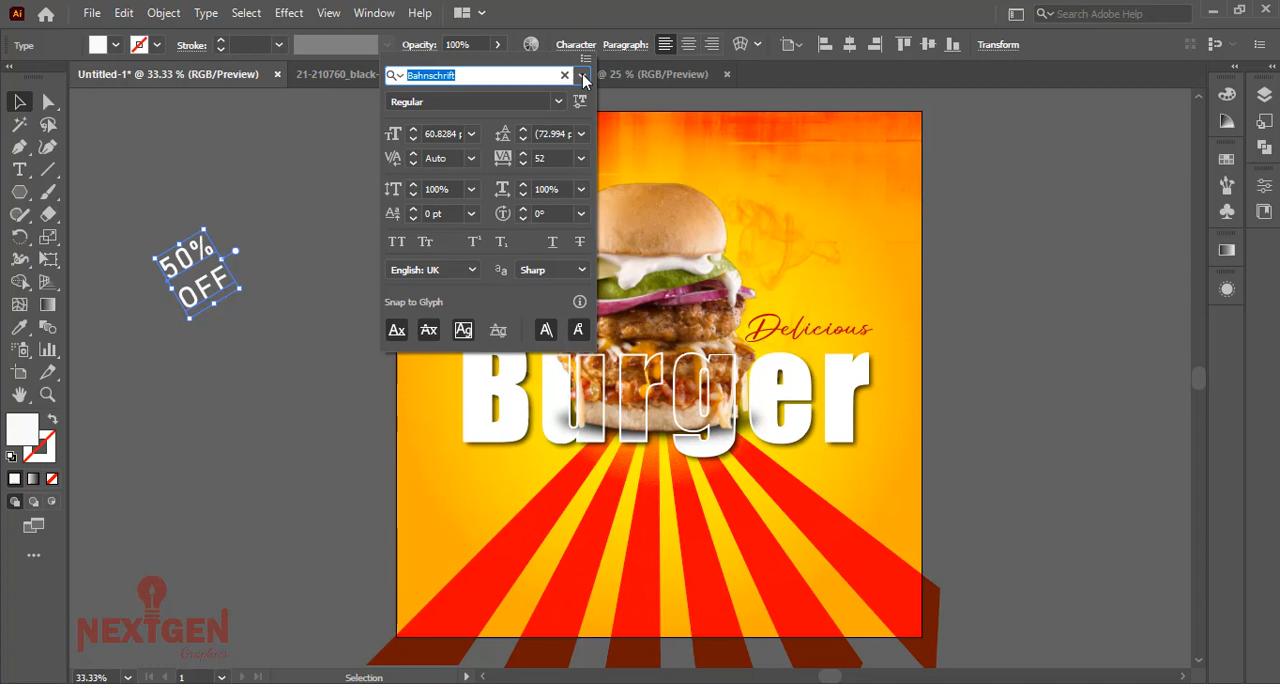 Ai File Edit Object Type Select Effect View Window Help Search Adobe Help
Type Stroke: Opacity: 100% Character Paragraph: Transform
Untitled-1* @ 33.33 % (RGB/Preview) 21-210760_black- @ 25 % (RGB/Preview)
Bahnschrift
Regular
60.8284 p (72.994 p
Auto 52
100% 100%
0 pt 0°
English: UK Sharp
Snap to Glyph
50%
OFF
Delicious
Burger
NEXTGEN
Graphics
33.33% 1 Selection